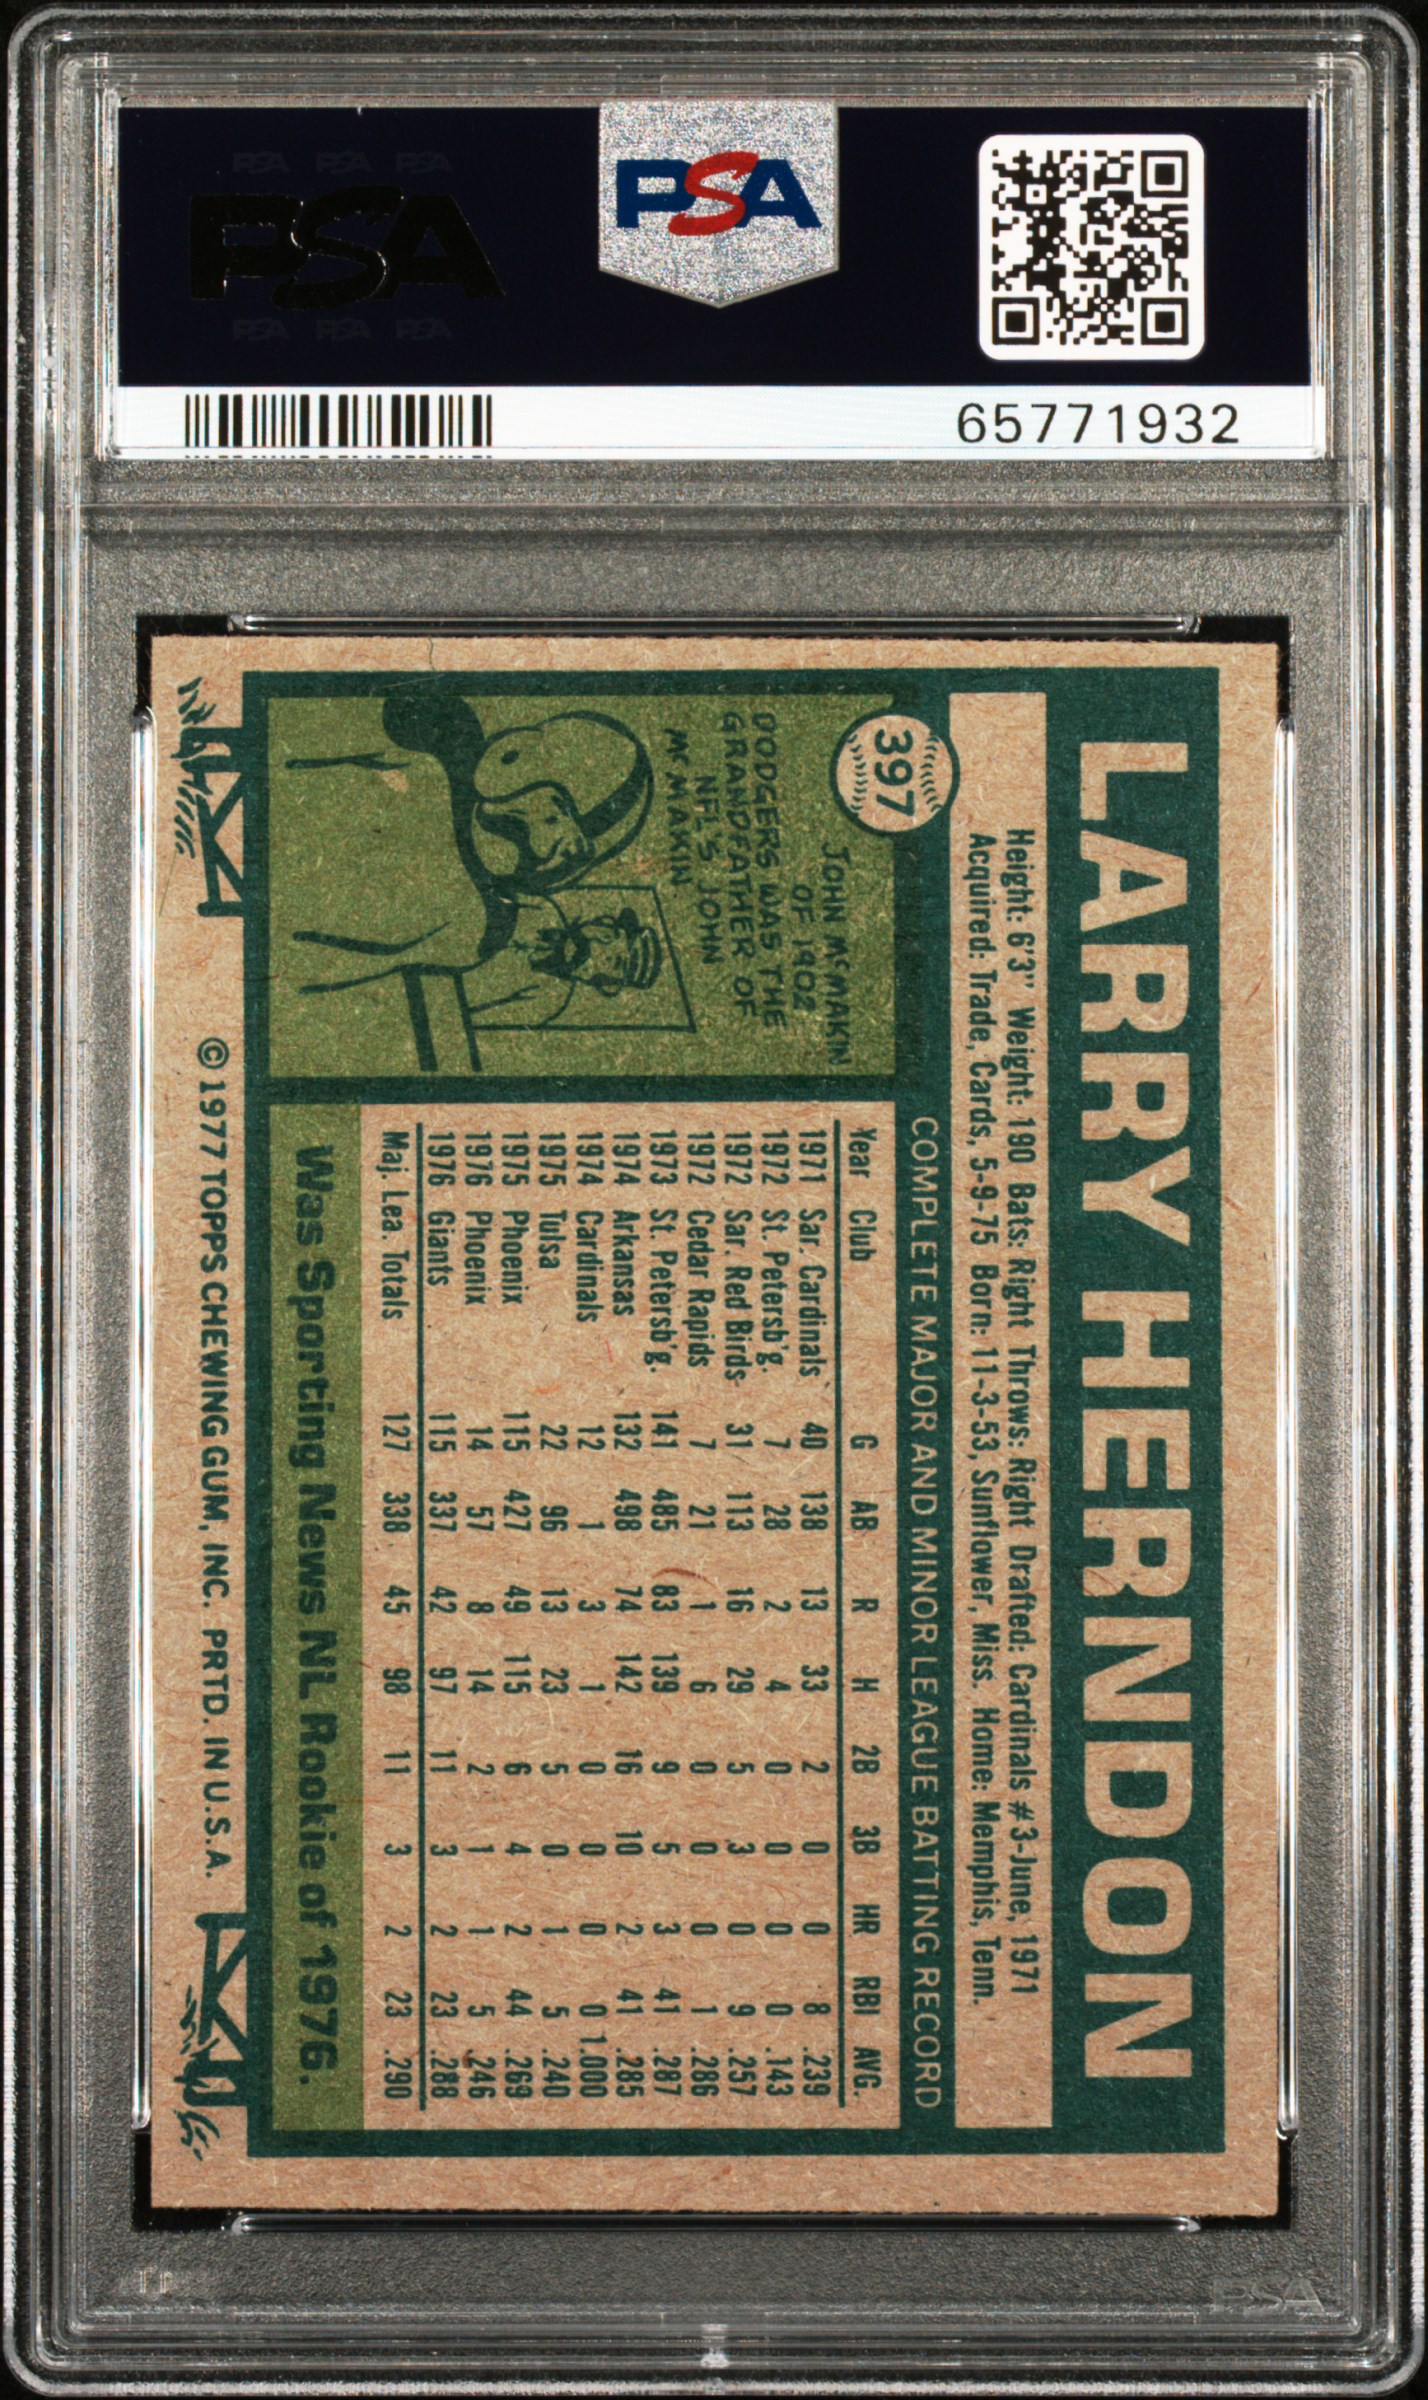 PSA PSA PSA
PSA
PSA PSA PSA
PSA
65771932
LARRY HERNDON
Height: 6'3" Weight: 190 Bats: Right Throws: Right Drafted: Cardinals #3-June, 1971
Acquired: Trade, Cards, 5-9-75 Born: 11-3-53, Sunflower, Miss. Home: Memphis, Tenn.
397
JOHN McMAKIN
OF 1902
DODGERS WAS THE
GRANDFATHER OF
NFL'S JOHN
McMAKIN.
COMPLETE MAJOR AND MINOR LEAGUE BATTING RECORD
Year Club G AB R H 2B 3B HR RBI AVG.
1971 Sar. Cardinals 40 138 13 33 2 0 0 8 .239
1972 St. Petersb'g. 7 28 2 4 0 0 0 0 .143
1972 Sar. Red Birds 31 113 16 29 5 3 0 9 .257
1972 Cedar Rapids 7 21 1 6 0 0 0 1 .286
1973 St. Petersb'g. 141 485 83 139 9 5 3 41 .287
1974 Arkansas 132 498 74 142 16 10 2 41 .285
1974 Cardinals 12 1 3 1 0 0 0 0 1.000
1975 Tulsa 22 96 13 23 5 0 1 5 .240
1975 Phoenix 115 427 49 115 6 4 2 44 .269
1976 Phoenix 14 57 8 14 2 1 1 5 .246
1976 Giants 115 337 42 97 11 3 2 23 .288
Maj. Lea. Totals 127 338 45 98 11 3 2 23 .290
Was Sporting News NL Rookie of 1976.
© 1977 TOPPS CHEWING GUM, INC. PRTD. IN U.S.A.
PSA